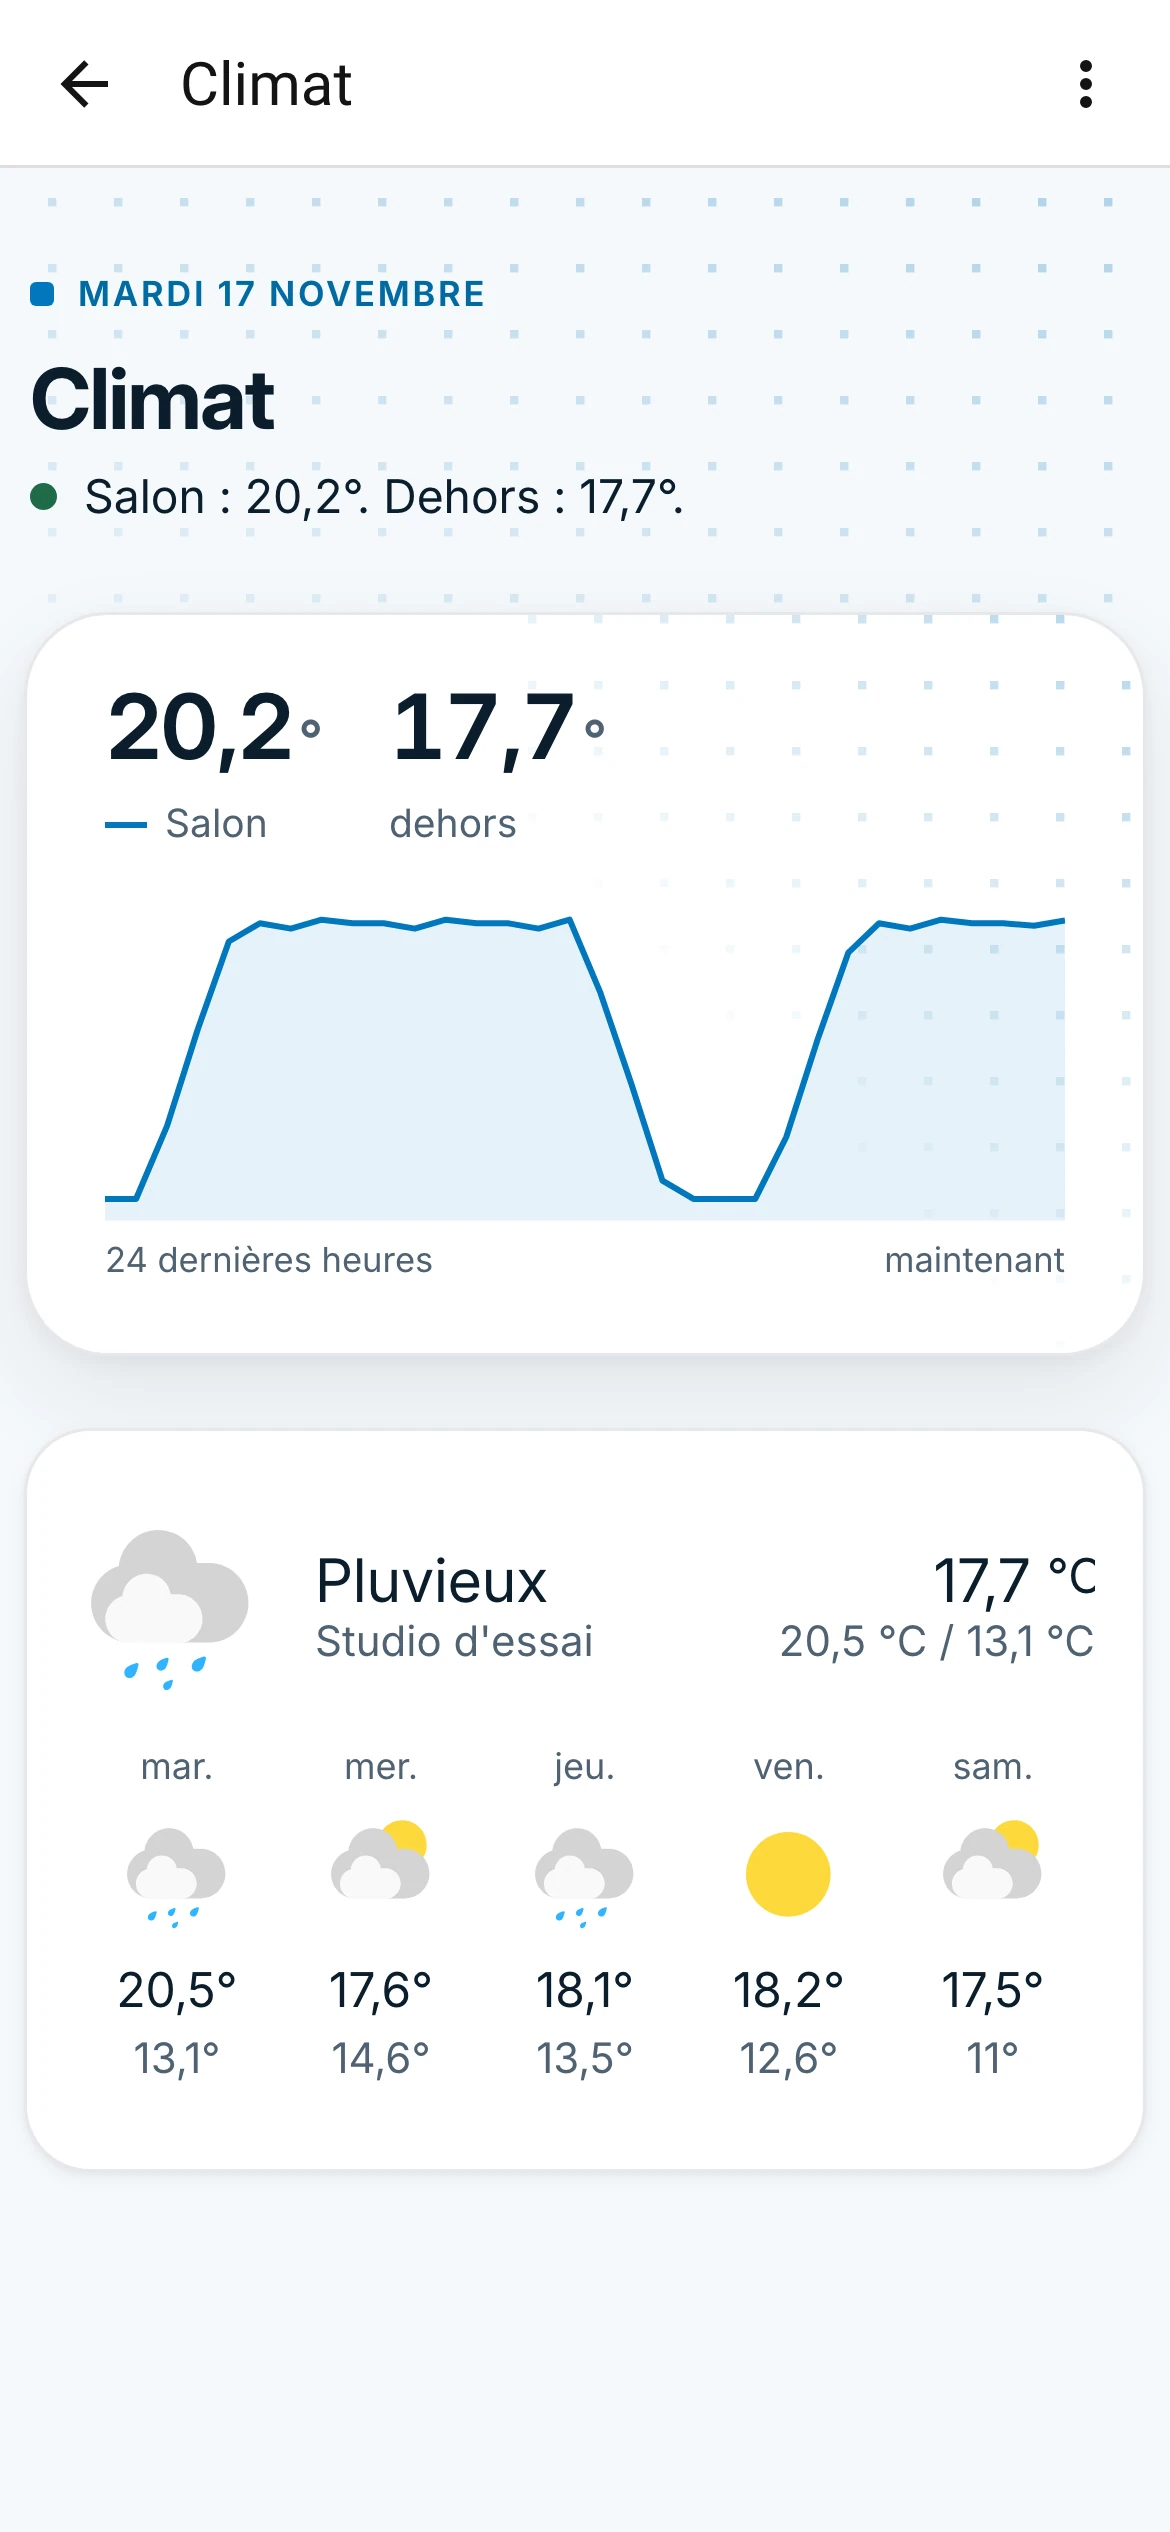 Climat
MARDI 17 NOVEMBRE
Climat
Salon : 20,2°. Dehors : 17,7°.
20,2° 17,7°
Salon dehors
24 dernières heures maintenant
Pluvieux 17,7 °C
Studio d'essai 20,5 °C / 13,1 °C
mar. mer. jeu. ven. sam.
20,5° 17,6° 18,1° 18,2° 17,5°
13,1° 14,6° 13,5° 12,6° 11°